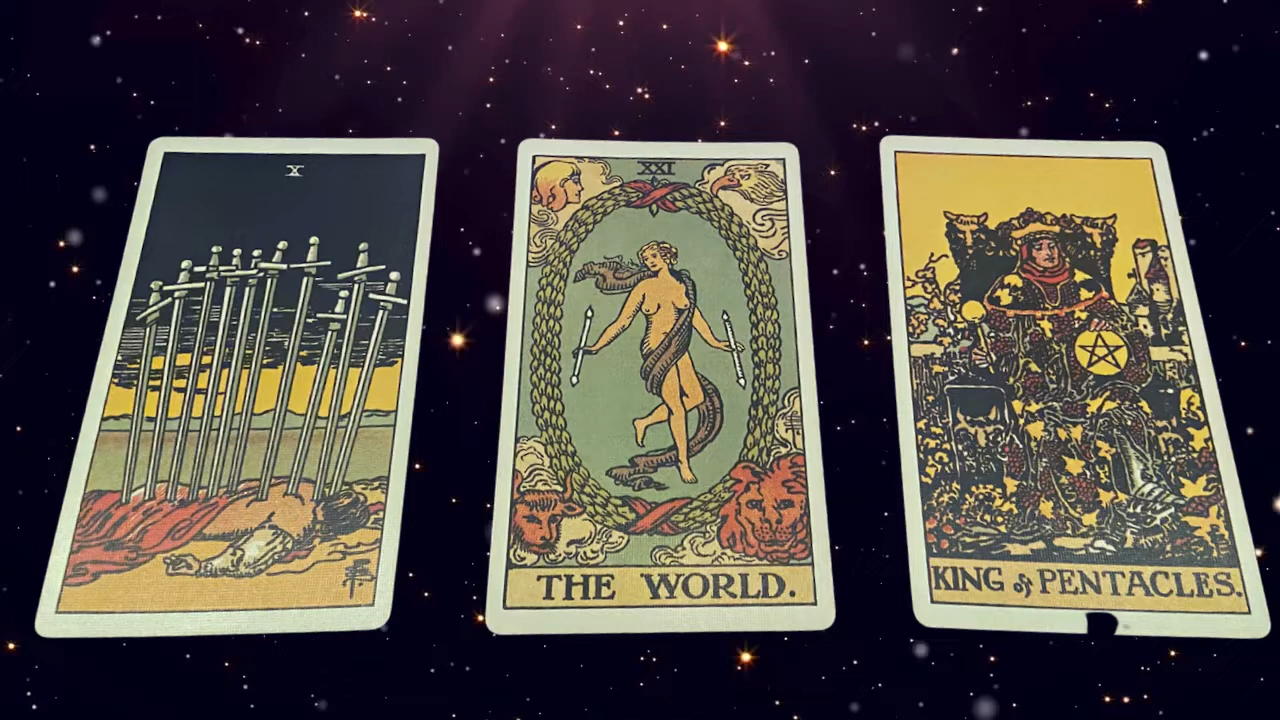 X
XXI
THE WORLD.
KING of PENTACLES.